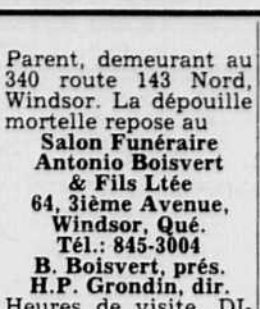 Parent, demeurant au
340 route 143 Nord,
Windsor. La dépouille
mortelle repose au
Salon Funéraire
Antonio Boisvert
& Fils Ltée
64, 3ième Avenue,
Windsor, Qué.
Tél.: 845-3004
B. Boisvert, prés.
H.P. Grondin, dir.
Heures de visite, DI-